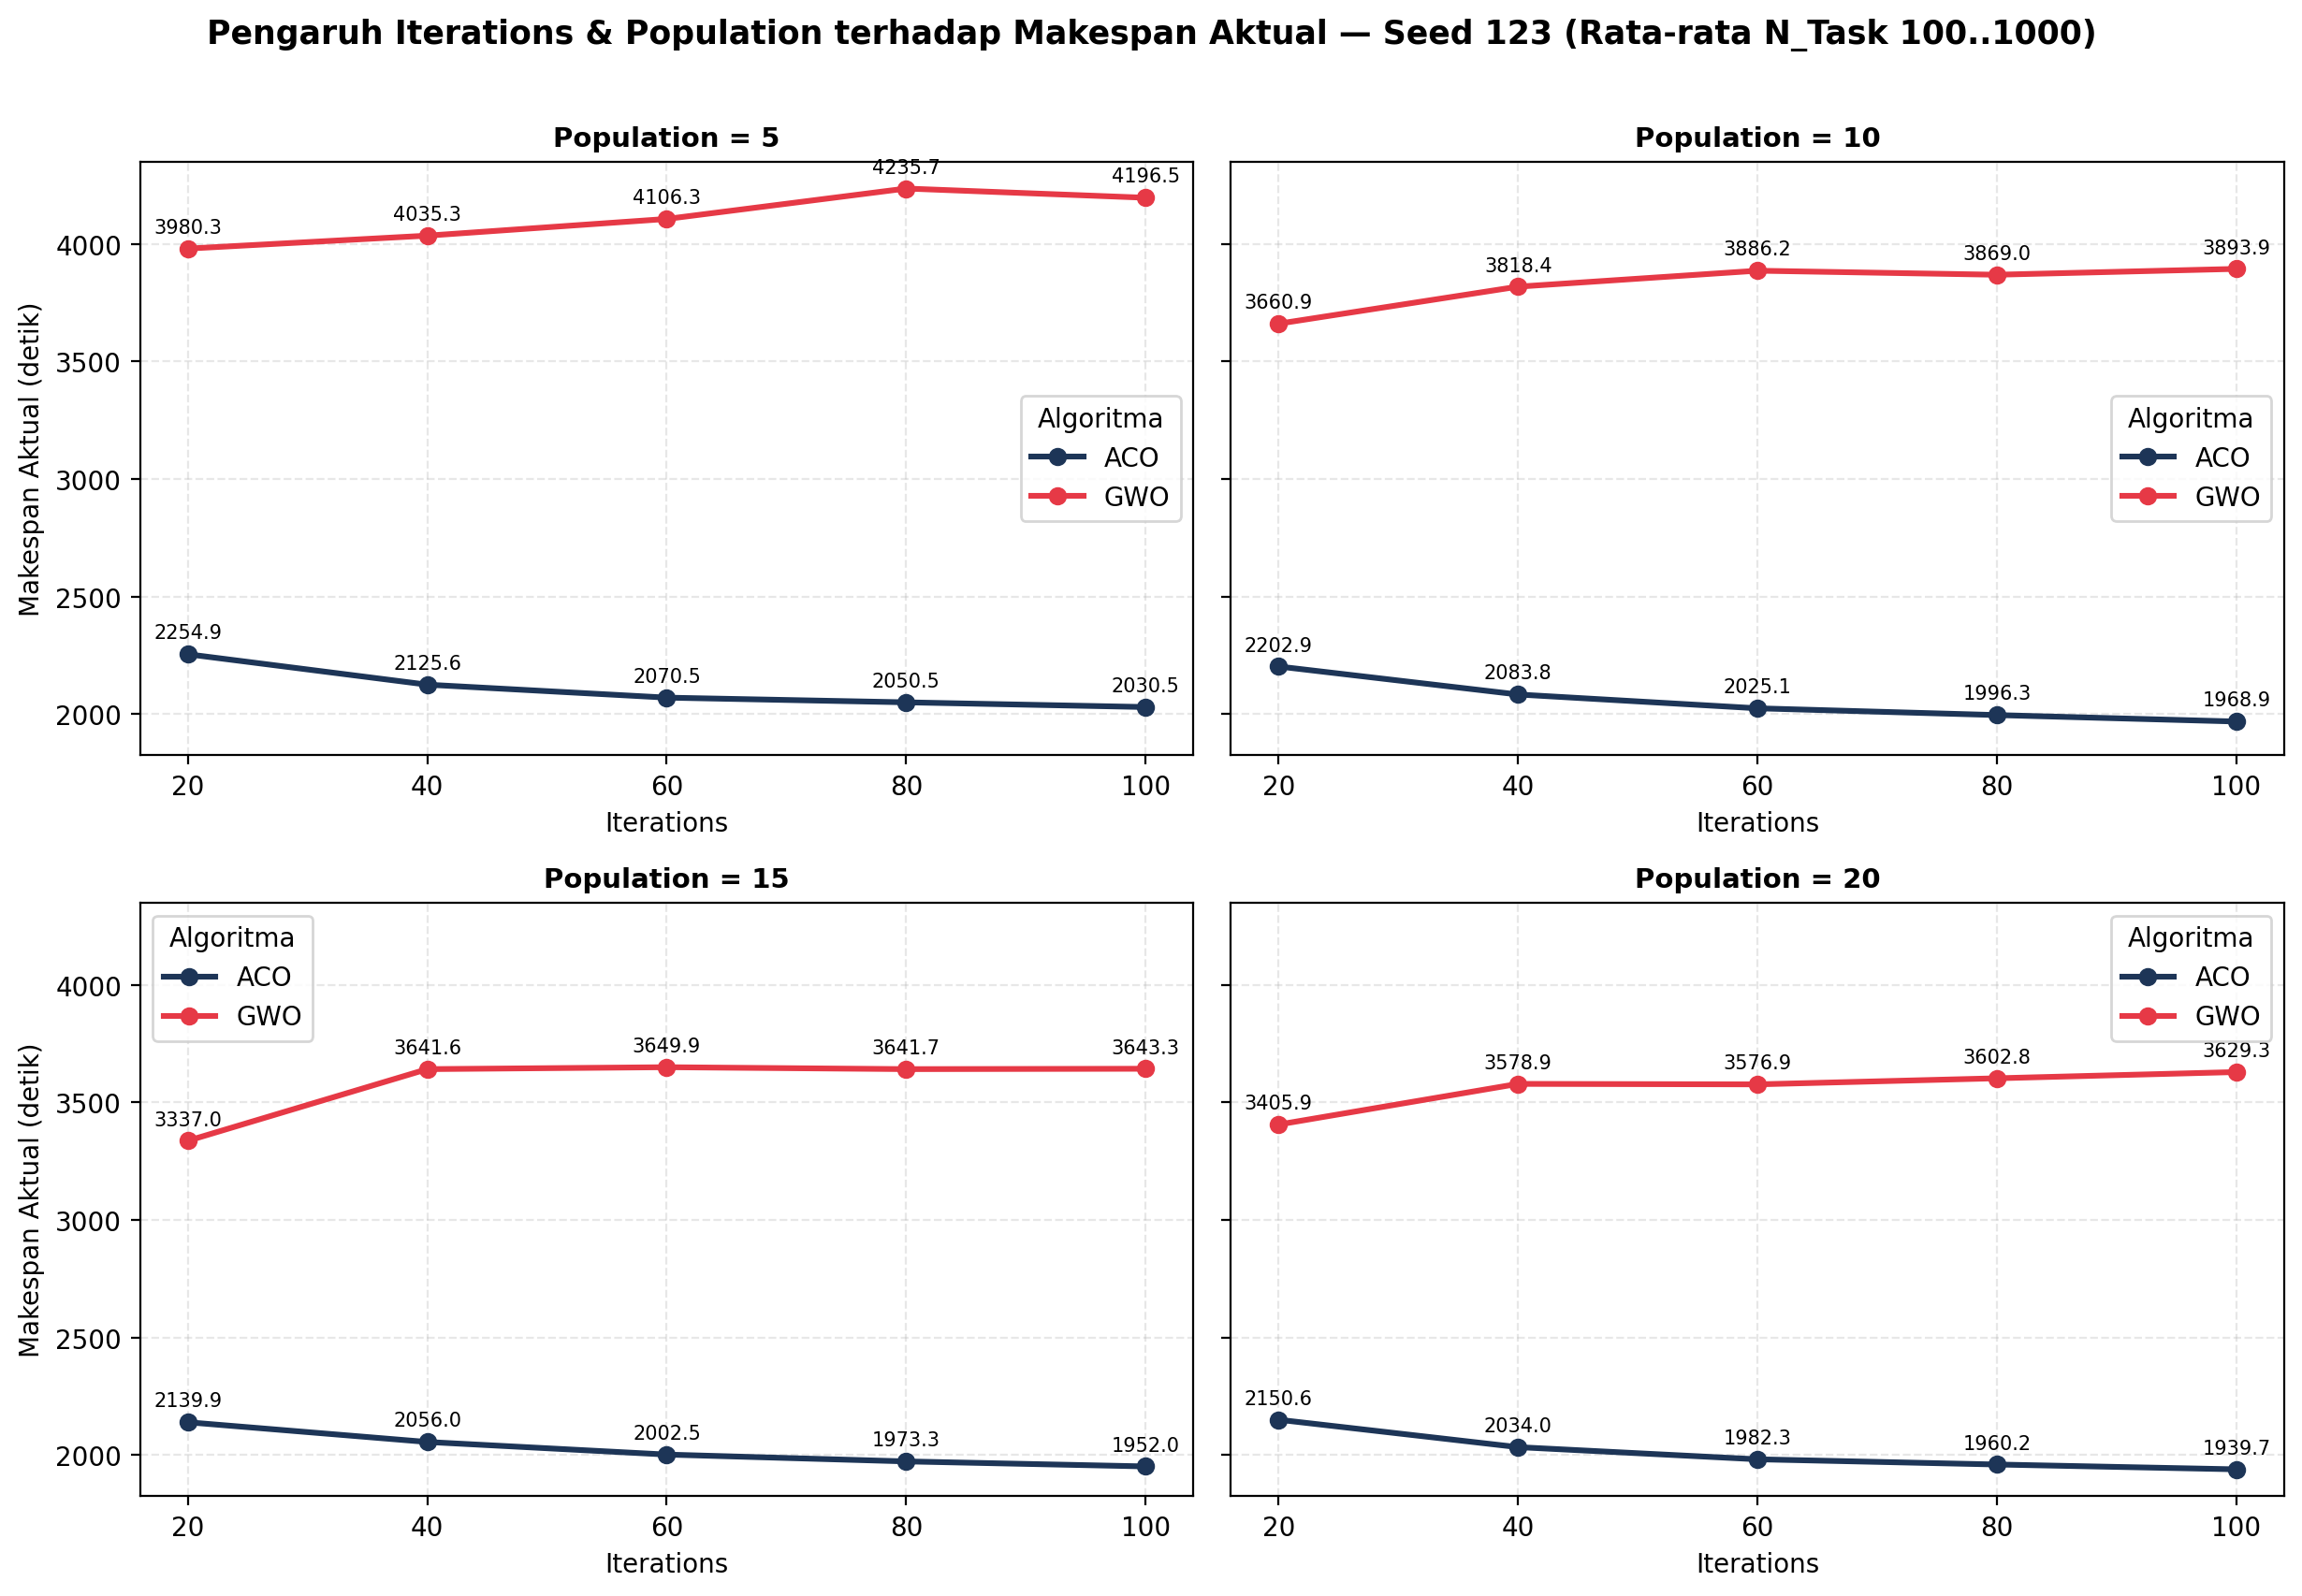 Pengaruh Iterations & Population terhadap Makespan Aktual — Seed 123 (Rata-rata N_Task 100..1000)
Population = 5
Makespan Aktual (detik)
4000
3500
3000
2500
2000
3980.3
4035.3
4106.3
4235.7
4196.5
2254.9
2125.6
2070.5
2050.5
2030.5
Algoritma
ACO
GWO
20 40 60 80 100
Iterations
Population = 10
3660.9
3818.4
3886.2
3869.0
3893.9
2202.9
2083.8
2025.1
1996.3
1968.9
Algoritma
ACO
GWO
20 40 60 80 100
Iterations
Population = 15
Makespan Aktual (detik)
4000
3500
3000
2500
2000
Algoritma
ACO
GWO
3337.0
3641.6
3649.9
3641.7
3643.3
2139.9
2056.0
2002.5
1973.3
1952.0
20 40 60 80 100
Iterations
Population = 20
Algoritma
ACO
GWO
3405.9
3578.9
3576.9
3602.8
3629.3
2150.6
2034.0
1982.3
1960.2
1939.7
20 40 60 80 100
Iterations